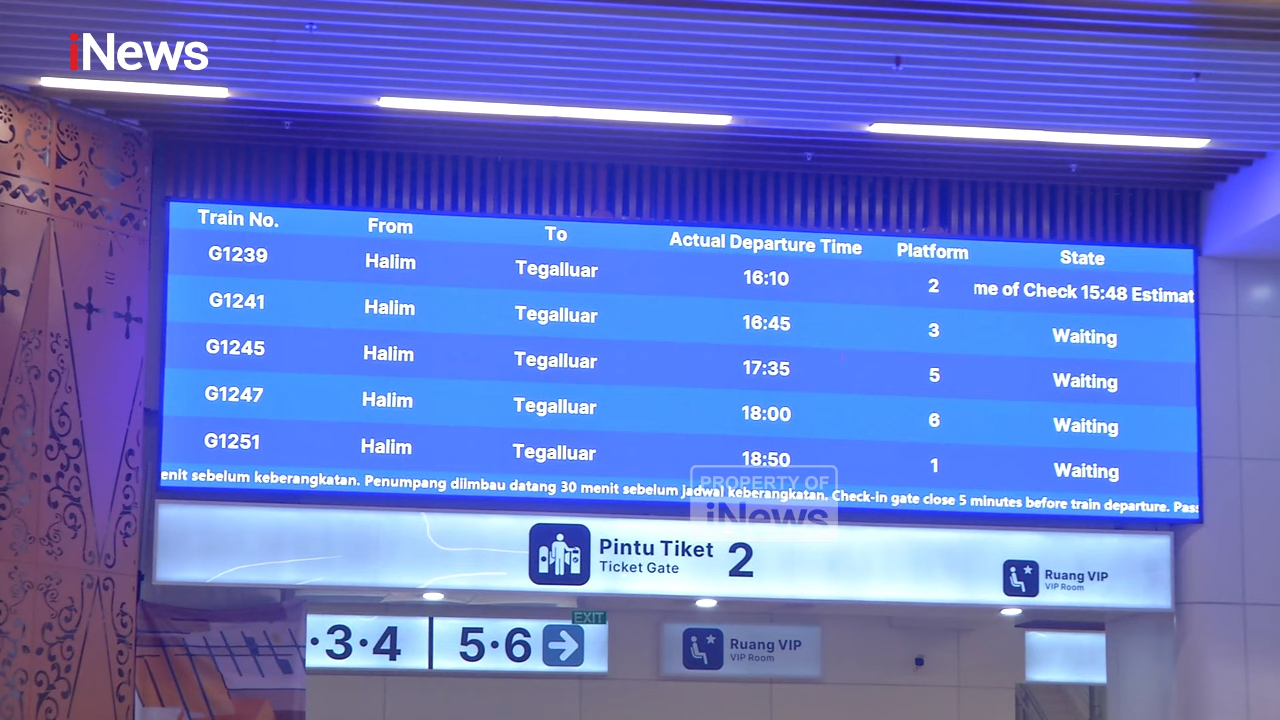 iNews
Train No. From To Actual Departure Time Platform State
G1239 Halim Tegalluar 16:10 2 me of Check 15:48 Estimat
G1241 Halim Tegalluar 16:45 3 Waiting
G1245 Halim Tegalluar 17:35 5 Waiting
G1247 Halim Tegalluar 18:00 6 Waiting
G1251 Halim Tegalluar 18:50 1 Waiting
enit sebelum keberangkatan. Penumpang diimbau datang 30 menit sebelum jadwal keberangkatan. Check-in gate close 5 minutes before train departure. Pass
PROPERTY OF
iNews
Pintu Tiket 2
Ticket Gate
Ruang VIP
VIP Room
EXIT
·3·4 5·6
Ruang VIP
VIP Room